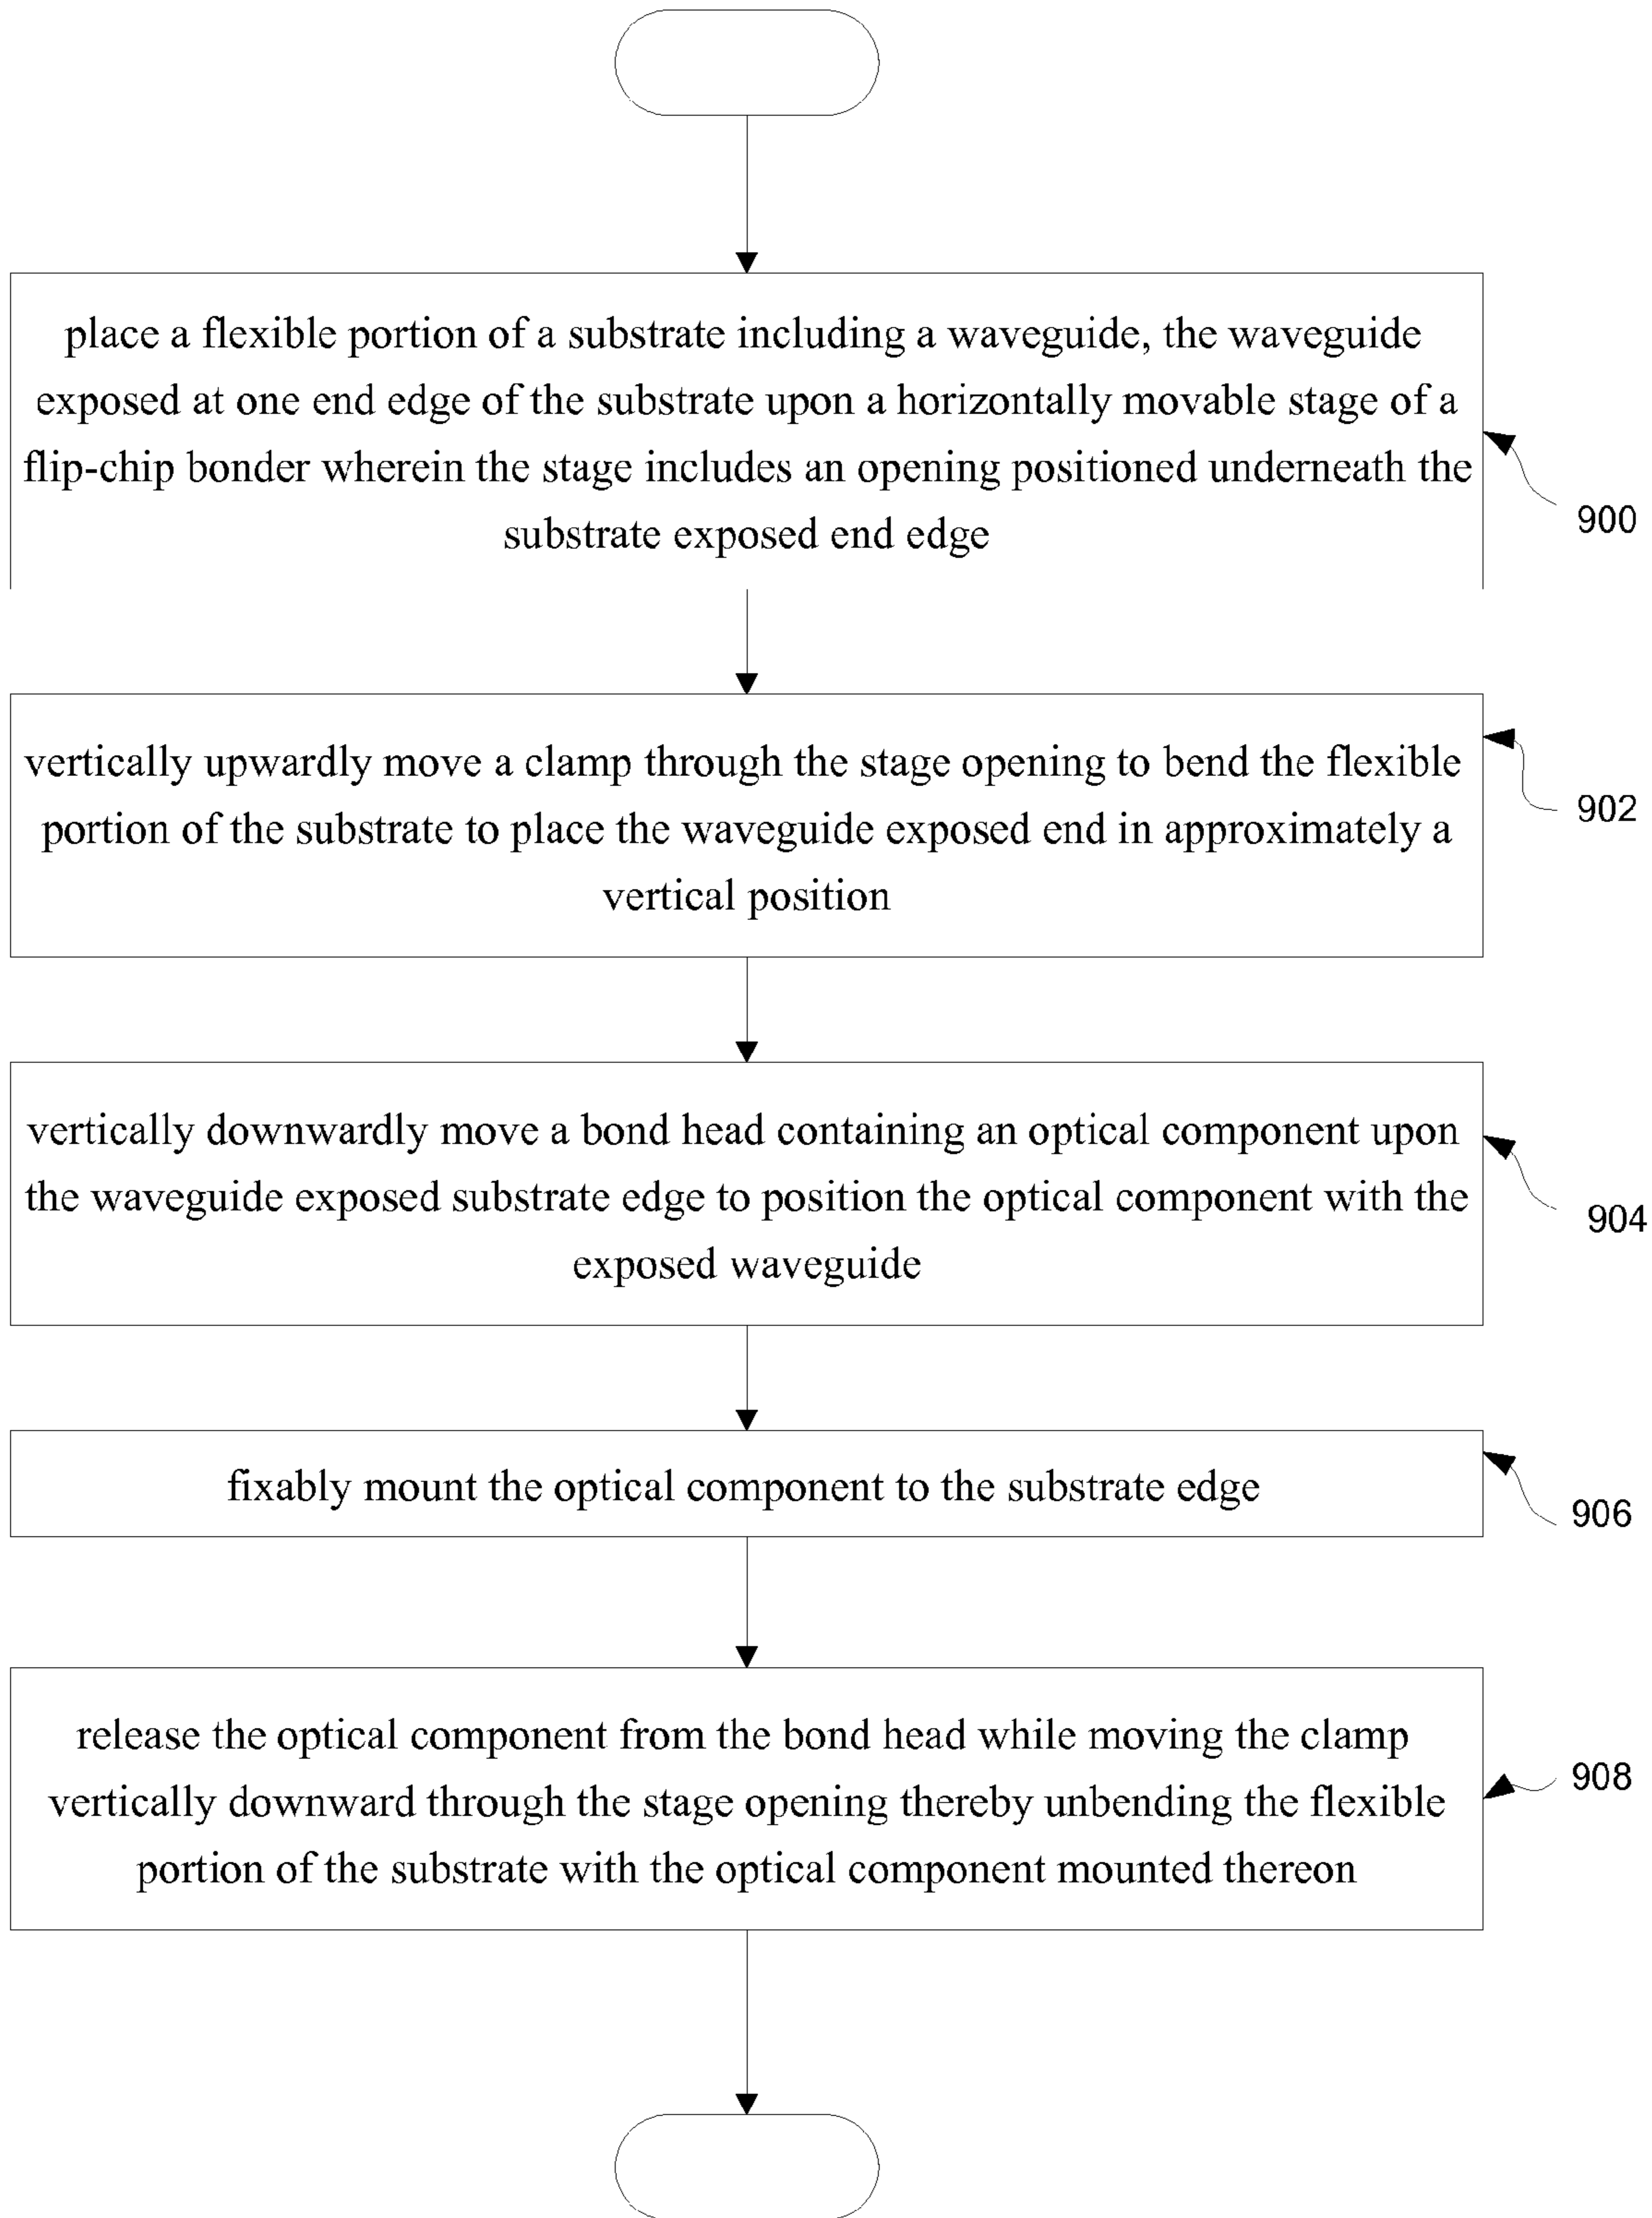 place a flexible portion of a substrate including a waveguide, the waveguide
exposed at one end edge of the substrate upon a horizontally movable stage of a
flip-chip bonder wherein the stage includes an opening positioned underneath the
substrate exposed end edge
900
vertically upwardly move a clamp through the stage opening to bend the flexible
portion of the substrate to place the waveguide exposed end in approximately a
vertical position
902
vertically downwardly move a bond head containing an optical component upon
the waveguide exposed substrate edge to position the optical component with the
exposed waveguide
904
fixably mount the optical component to the substrate edge
906
release the optical component from the bond head while moving the clamp
vertically downward through the stage opening thereby unbending the flexible
portion of the substrate with the optical component mounted thereon
908